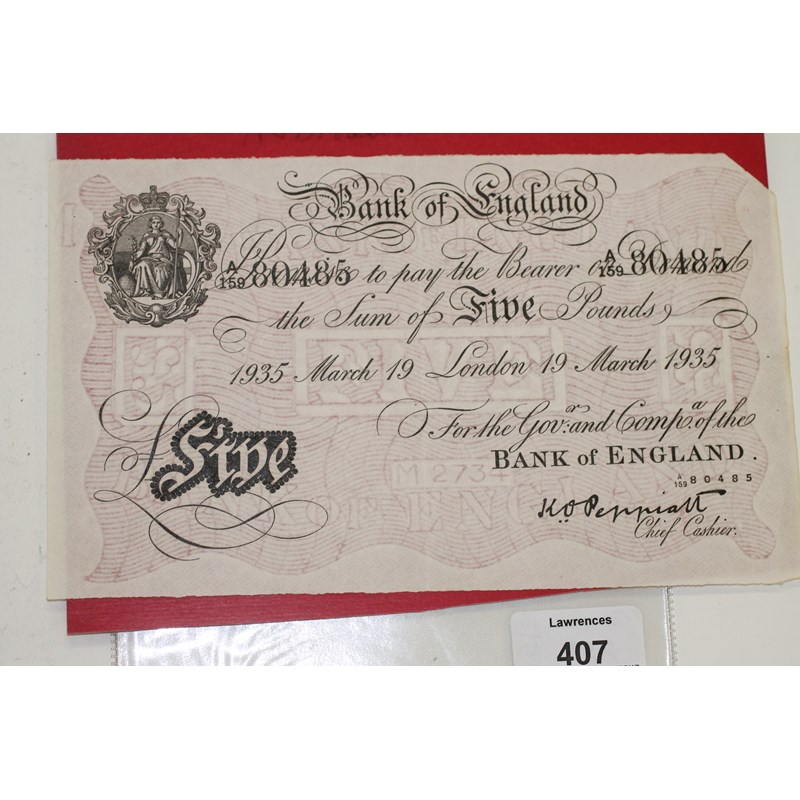 Bank of England
A/159 80485 A/159 80485
I Promise to pay the Bearer on Demand
the Sum of Five Pounds
1935 March 19 London 19 March 1935
For the Govr. and Compa. of the
BANK of ENGLAND.
A/159 80485
Five
K.O. Peppiatt
Chief Cashier.
Lawrences
407